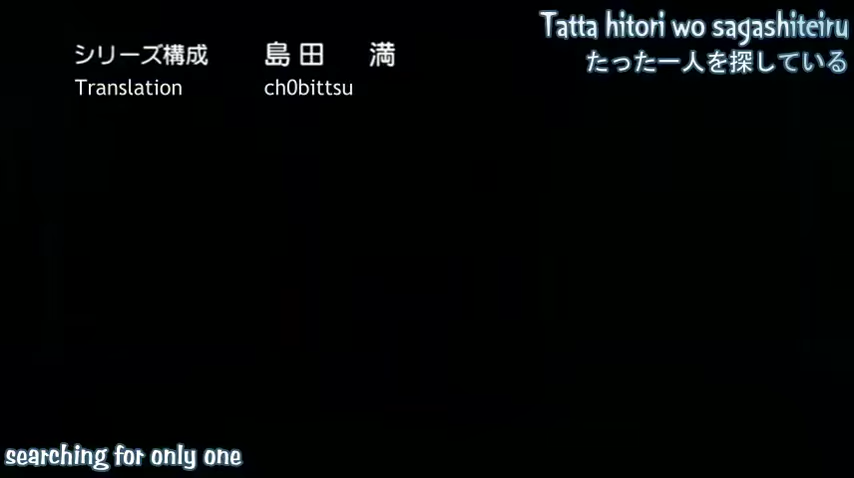 シリーズ構成 島田 満
Translation ch0bittsu
Tatta hitori wo sagashiteiru
たった一人を探している
searching for only one